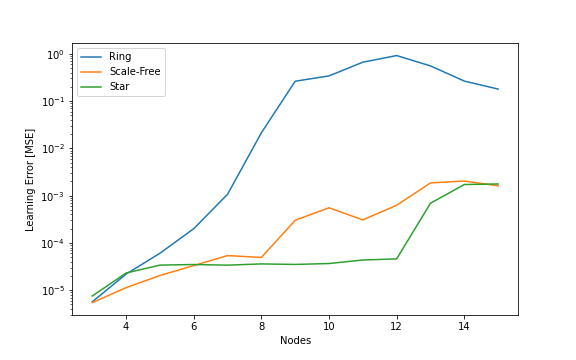 Ring
Scale-Free
Star
Learning Error [MSE]
10⁰
10⁻¹
10⁻²
10⁻³
10⁻⁴
10⁻⁵
4 6 8 10 12 14
Nodes